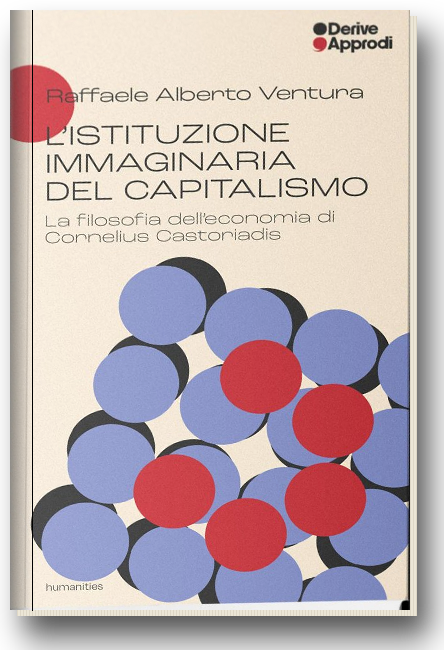 Derive
Approdi
Raffaele Alberto Ventura
L'ISTITUZIONE
IMMAGINARIA
DEL CAPITALISMO
La filosofia dell'economia di
Cornelius Castoriadis
humanities